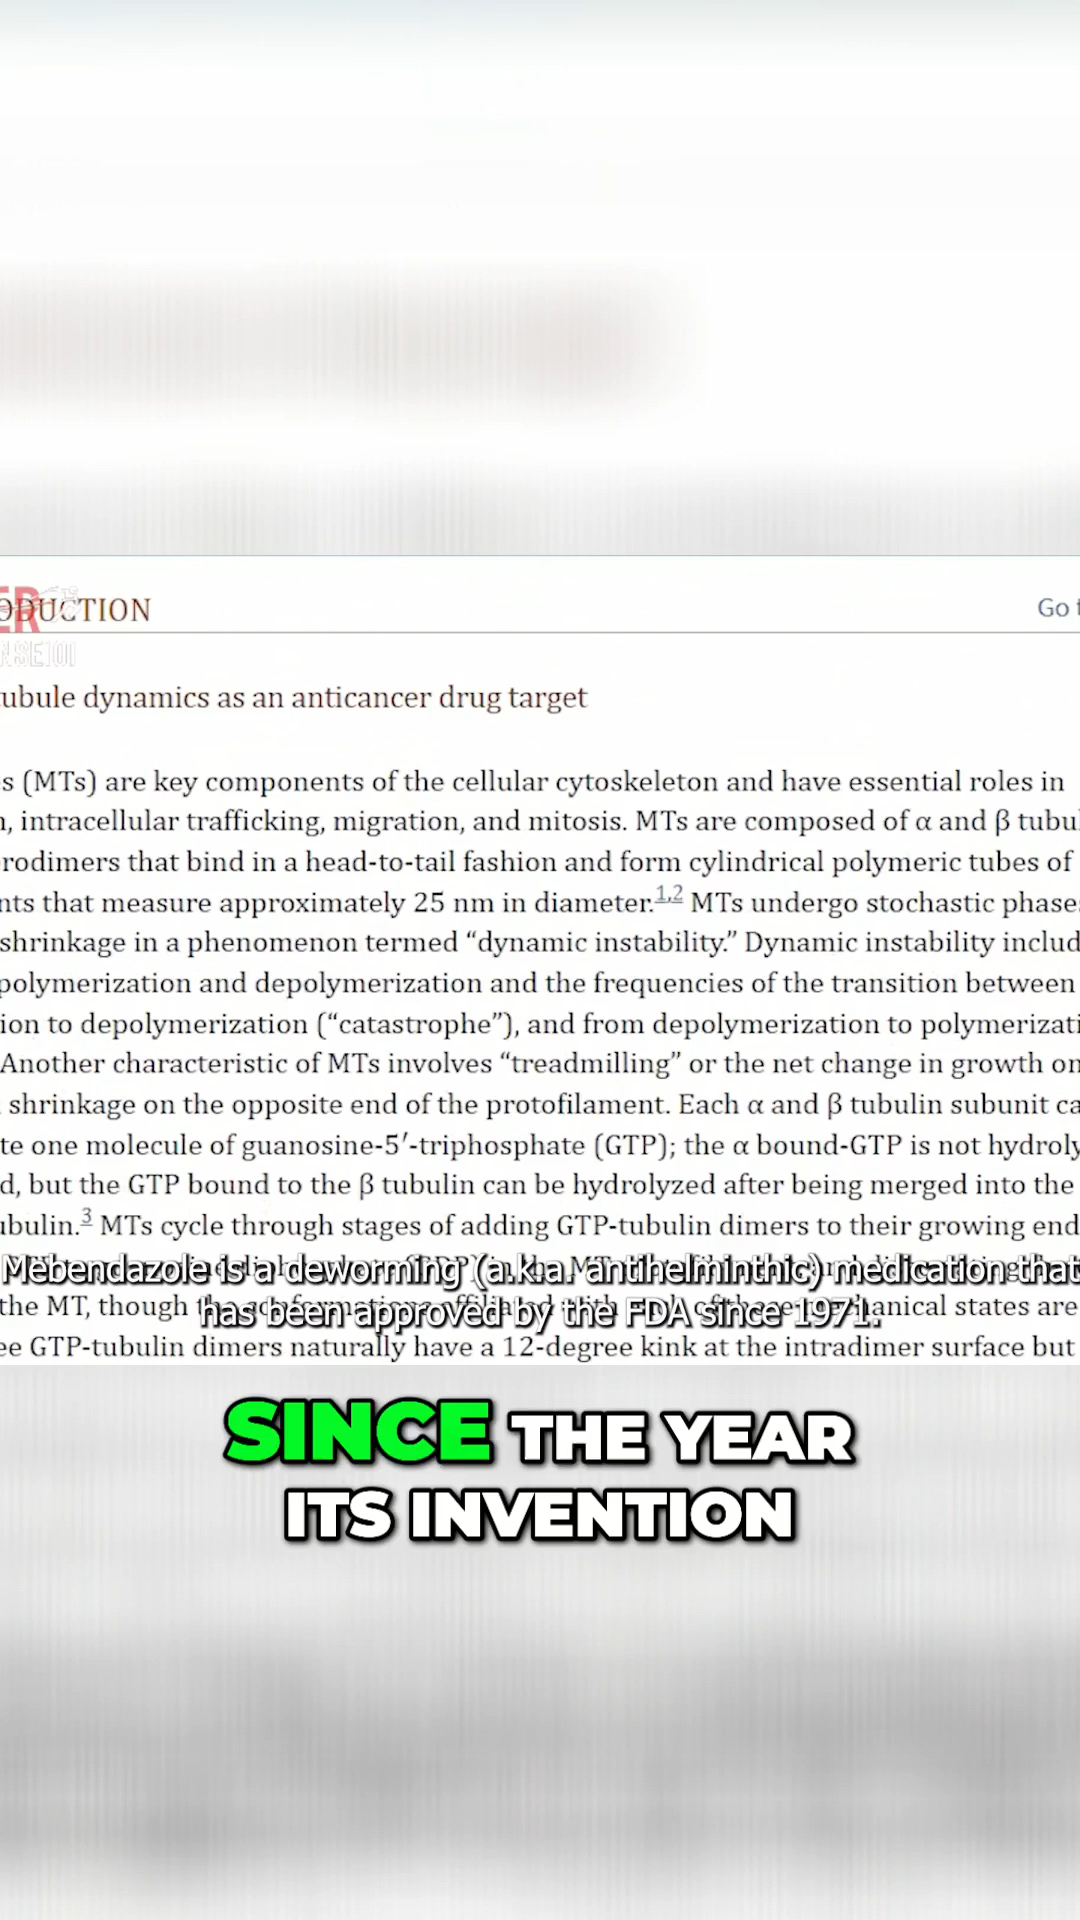 ODUCTION
Go t
ER
NSE101
ubule dynamics as an anticancer drug target
s (MTs) are key components of the cellular cytoskeleton and have essential roles in
n, intracellular trafficking, migration, and mitosis. MTs are composed of α and β tubul
rodimers that bind in a head-to-tail fashion and form cylindrical polymeric tubes of
nts that measure approximately 25 nm in diameter.1,2 MTs undergo stochastic phase
shrinkage in a phenomenon termed “dynamic instability.” Dynamic instability includ
polymerization and depolymerization and the frequencies of the transition between
ion to depolymerization (“catastrophe”), and from depolymerization to polymerizati
Another characteristic of MTs involves “treadmilling” or the net change in growth on
shrinkage on the opposite end of the protofilament. Each α and β tubulin subunit ca
te one molecule of guanosine-5′-triphosphate (GTP); the α bound-GTP is not hydroly
d, but the GTP bound to the β tubulin can be hydrolyzed after being merged into the
ubulin.3 MTs cycle through stages of adding GTP-tubulin dimers to their growing end
Mebendazole is a deworming (a.k.a. antihelminthic) medication that
has been approved by the FDA since 1971.
the MT, though mechanical states are
ee GTP-tubulin dimers naturally have a 12-degree kink at the intradimer surface but
SINCE THE YEAR
ITS INVENTION